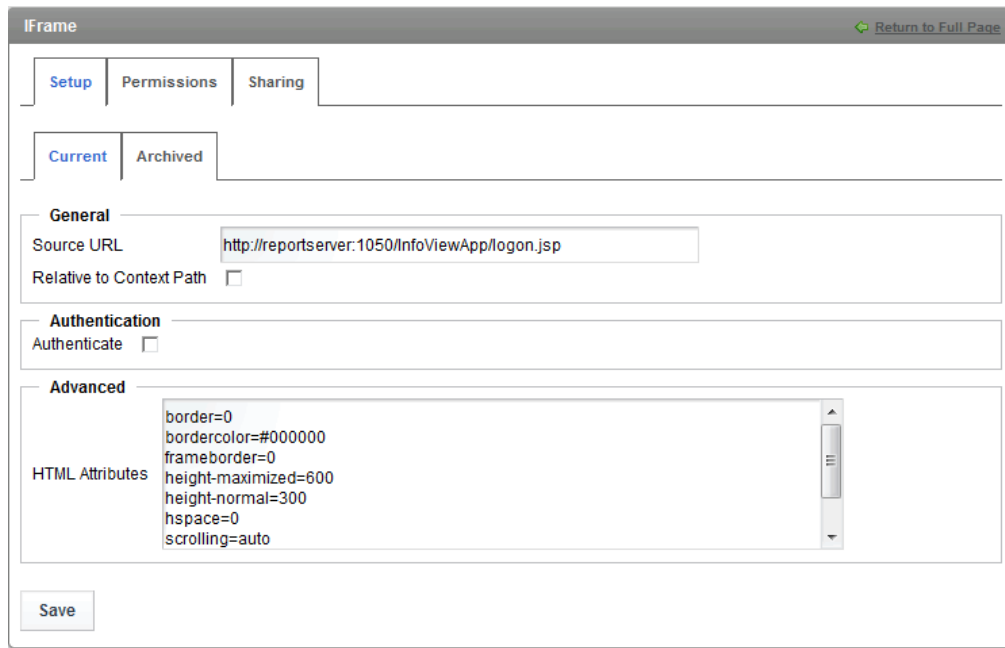 IFrame
Return to Full Page
Setup Permissions Sharing
Current Archived
General
Source URL http://reportserver:1050/InfoViewApp/logon.jsp
Relative to Context Path
Authentication
Authenticate
Advanced
HTML Attributes
border=0
bordercolor=#000000
frameborder=0
height-maximized=600
height-normal=300
hspace=0
scrolling=auto
Save